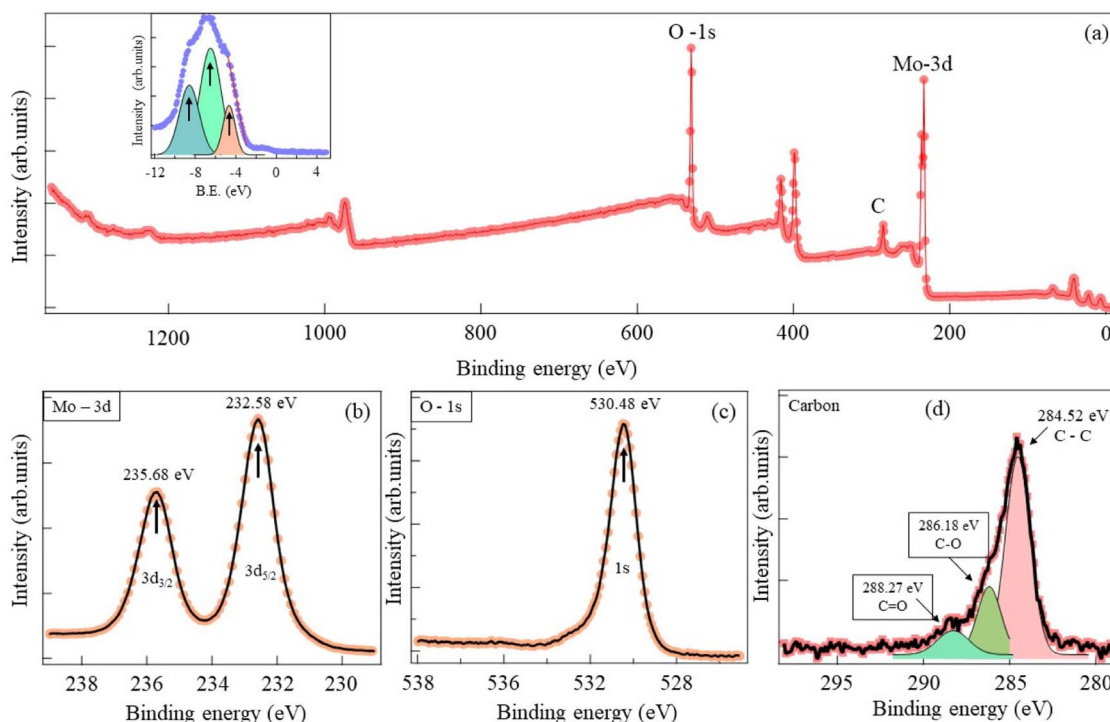 (a)
O -1s
Mo-3d
C
Intensity (arb.units)
1200
1000
800
600
400
200
0
Binding energy (eV)
Intensity (arb.units)
-12
-8
-4
0
4
B.E. (eV)
Mo – 3d
(b)
232.58 eV
235.68 eV
3d3/2
3d5/2
Intensity (arb.units)
238
236
234
232
230
Binding energy (eV)
O - 1s
(c)
530.48 eV
1s
Intensity (arb.units)
538
536
534
532
530
528
Binding energy (eV)
Carbon
(d)
284.52 eV
C - C
286.18 eV
C-O
288.27 eV
C=O
Intensity (arb.units)
295
290
285
280
Binding energy (eV)